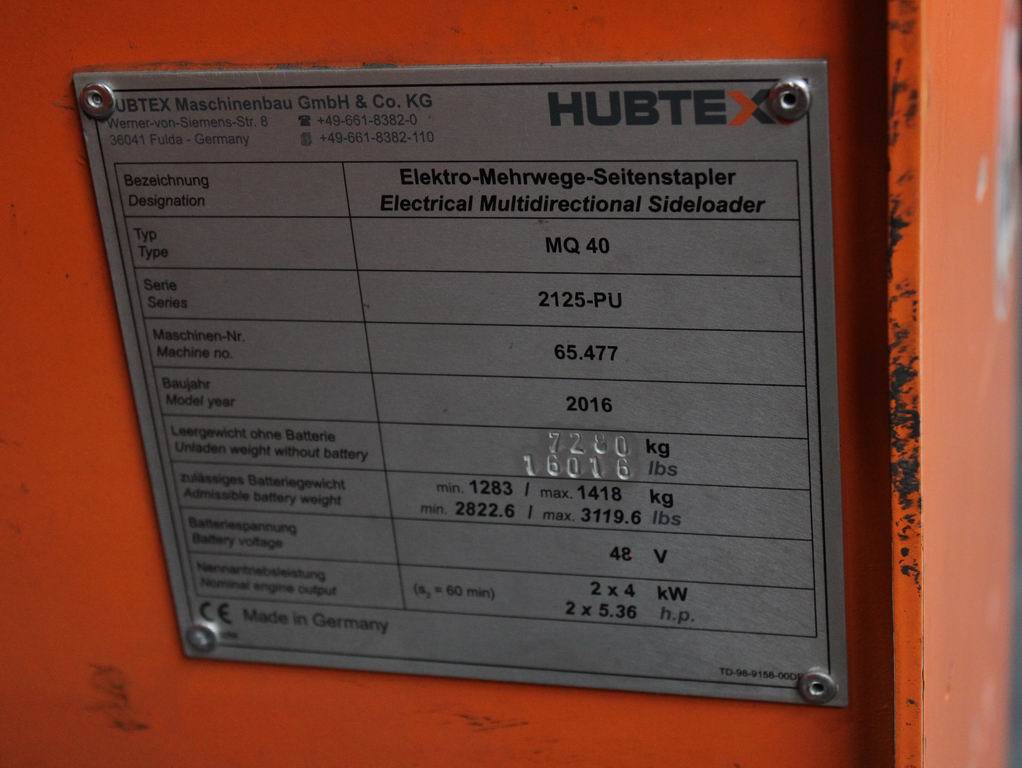 UBTEX Maschinenbau GmbH & Co. KG
HUBTEX
Werner-von-Siemens-Str. 8 ☎ +49-661-8382-0
36041 Fulda - Germany +49-661-8382-110
Bezeichnung Elektro-Mehrwege-Seitenstapler
Designation Electrical Multidirectional Sideloader
Typ
Type MQ 40
Serie
Series 2125-PU
Maschinen-Nr.
Machine no. 65.477
Baujahr
Model year 2016
Leergewicht ohne Batterie 7280 kg
Unladen weight without battery 16016 lbs
zulässiges Batteriegewicht min. 1283 / max. 1418 kg
Admissible battery weight min. 2822.6 / max. 3119.6 lbs
Batteriespannung
Battery voltage 48 V
Nennantriebsleistung (s₂ = 60 min) 2 x 4 kW
Nominal engine output 2 x 5.36 h.p.
CE Made in Germany
TD-98-9158-00DE